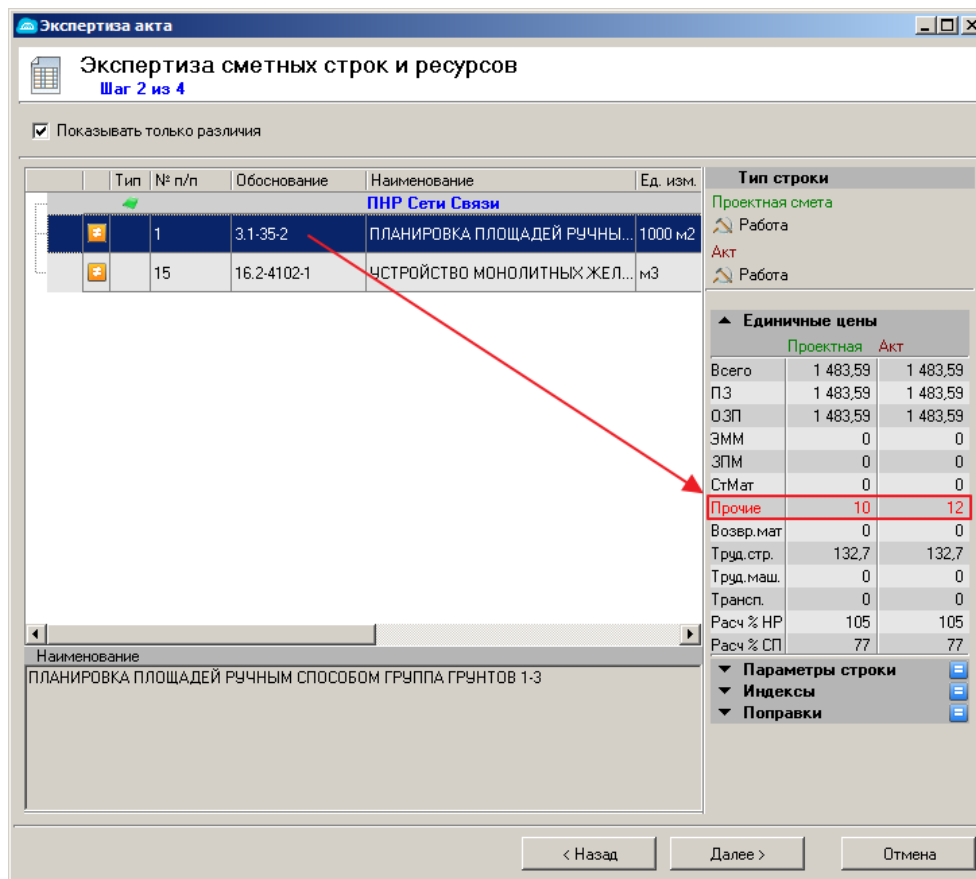 Экспертиза акта
Экспертиза сметных строк и ресурсов
Шаг 2 из 4
Показывать только различия
Тип № п/п Обоснование Наименование Ед. изм.
ПНР Сети Связи
1 3.1-35-2 ПЛАНИРОВКА ПЛОЩАДЕЙ РУЧНЫ... 1000 м2
15 16.2-4102-1 УСТРОЙСТВО МОНОЛИТНЫХ ЖЕЛ... м3
Наименование
ПЛАНИРОВКА ПЛОЩАДЕЙ РУЧНЫМ СПОСОБОМ ГРУППА ГРУНТОВ 1-3
Тип строки
Проектная смета
Работа
Акт
Работа
Единичные цены
Проектная Акт
Всего 1 483,59 1 483,59
ПЗ 1 483,59 1 483,59
ОЗП 1 483,59 1 483,59
ЭММ 0 0
ЗПМ 0 0
СтМат 0 0
Прочие 10 12
Возвр.мат 0 0
Труд.стр. 132,7 132,7
Труд.маш. 0 0
Трансп. 0 0
Расч % НР 105 105
Расч % СП 77 77
Параметры строки
Индексы
Поправки
< Назад Далее > Отмена